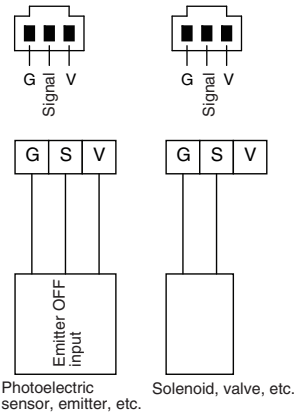 G Signal V
G Signal V
G S V
G S V
Emitter OFF
input
Photoelectric
sensor, emitter, etc.
Solenoid, valve, etc.